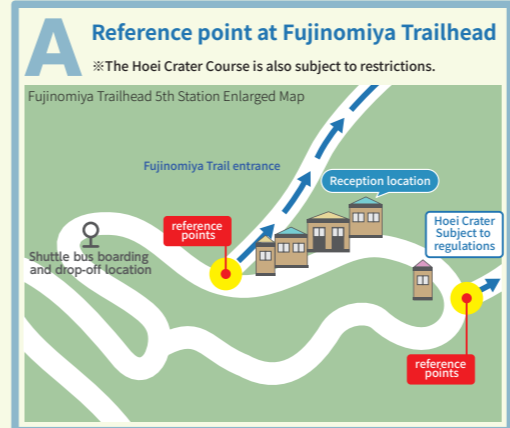 A
Reference point at Fujinomiya Trailhead
※The Hoei Crater Course is also subject to restrictions.
Fujinomiya Trailhead 5th Station Enlarged Map
Fujinomiya Trail entrance
Reception location
reference
points
Hoei Crater
Subject to
regulations
Shuttle bus boarding
and drop-off location
reference
points